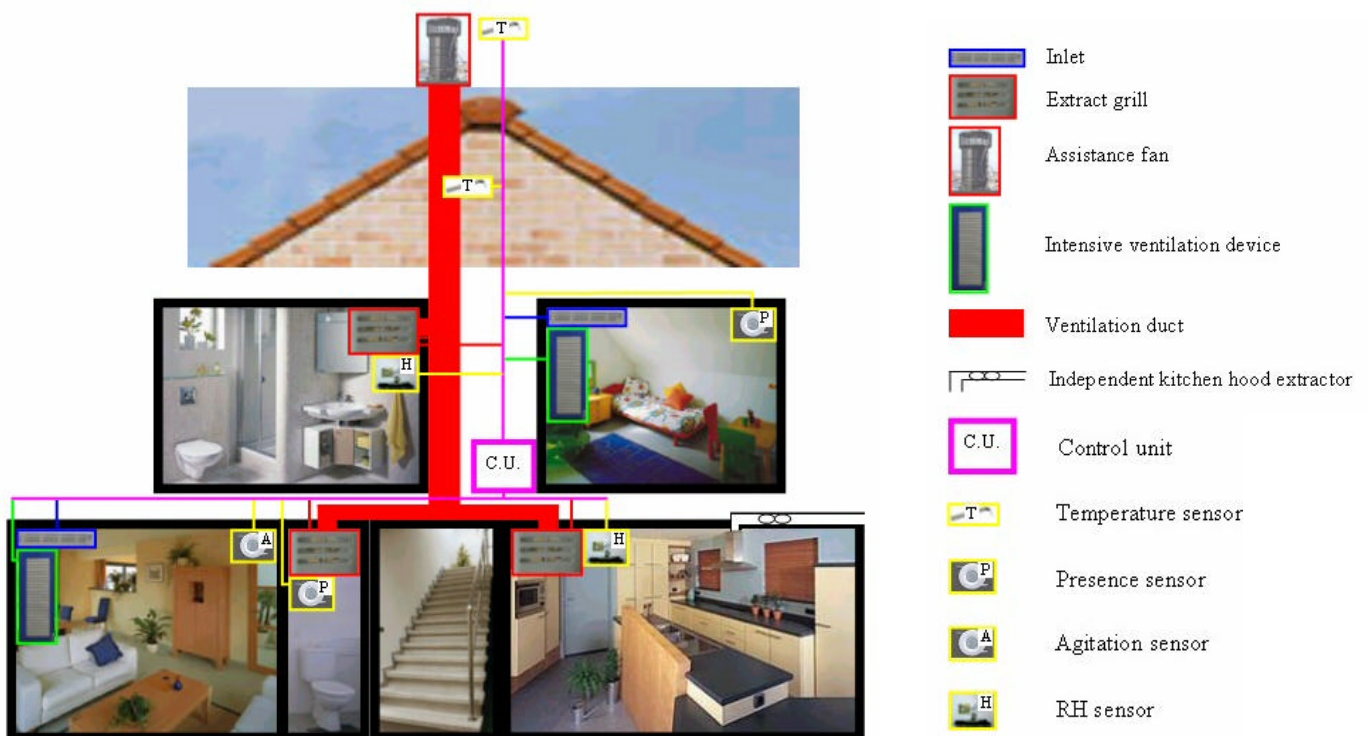 T
T
P
H
C.U.
A
P
H
Inlet
Extract grill
Assistance fan
Intensive ventilation device
Ventilation duct
Independent kitchen hood extractor
C.U.
Control unit
T
Temperature sensor
P
Presence sensor
A
Agitation sensor
H
RH sensor